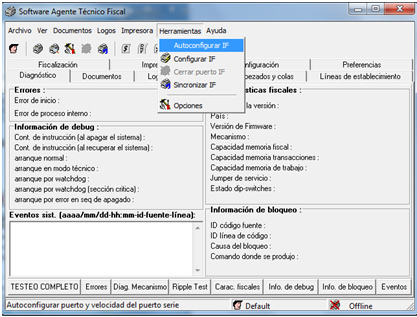 Software Agente Técnico Fiscal
Archivo Ver Documentos Logos Impresora Herramientas Ayuda
Autoconfigurar IF
Configurar IF
Cerrar puerto IF
Sincronizar IF
Opciones
Fiscalización Impre Configuración Preferencias
Diagnóstico Documentos Log bezados y colas Líneas de establecimiento
Errores :
Error de inicio :
Error de proceso interno :
Información de debug :
Cont. de instrucción (al apagar el sistema) :
Cont. de instrucción (al recuperar el sistema) :
arranque normal :
arranque en modo técnico :
arranque por watchdog :
arranque por watchdog (sección crítica) :
arranque por error en seq de apagado :
Eventos sist. (aaaa/mm/dd-hh:mm-id-fuente-línea):
sticas fiscales :
la versión :
País :
Versión de Firmware :
Mecanismo :
Capacidad memoria fiscal :
Capacidad memoria transacciones :
Capacidad memoria de trabajo :
Jumper de servicio :
Estado dip-switches :
Información de bloqueo :
ID código fuente :
ID línea de código :
Causa del bloqueo :
Comando donde se produjo :
TESTEO COMPLETO Errores Diag. Mecanismo Ripple Test Carac. fiscales Info. de debug Info. de bloqueo Eventos
Autoconfigurar puerto y velocidad del puerto serie Default Offline